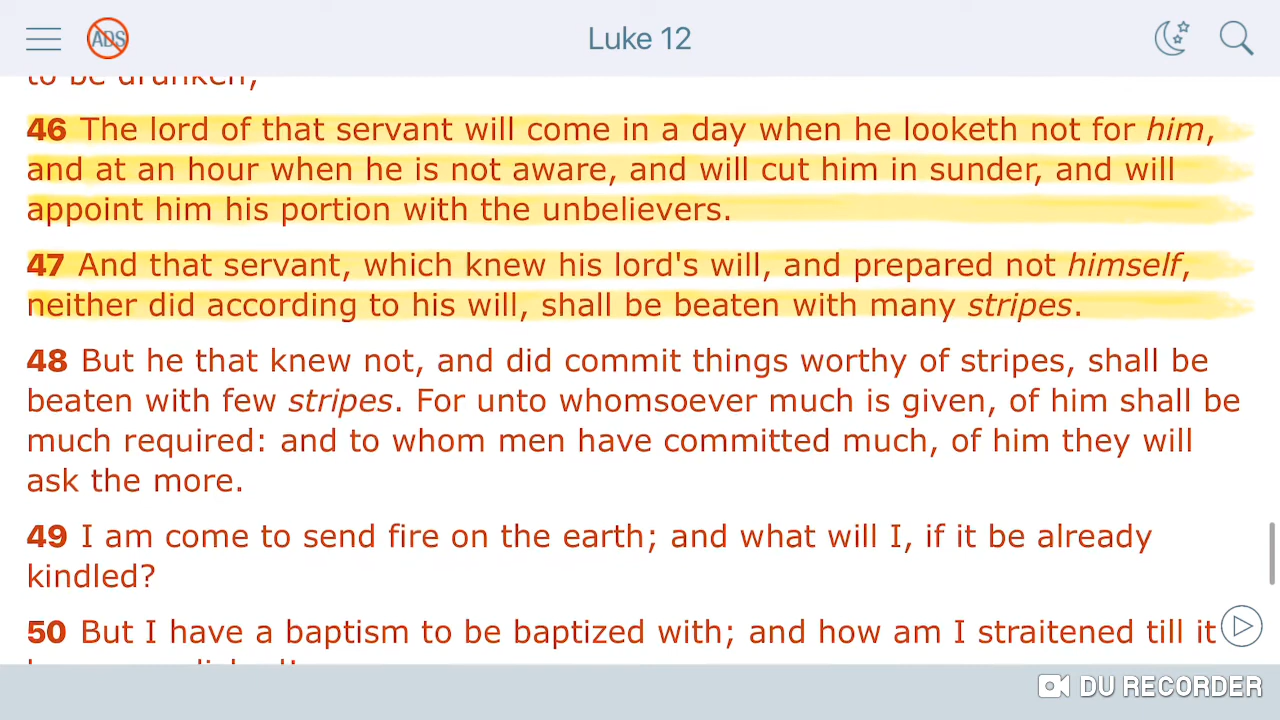 ADS
Luke 12
to be drunken,
46 The lord of that servant will come in a day when he looketh not for him,
and at an hour when he is not aware, and will cut him in sunder, and will
appoint him his portion with the unbelievers.
47 And that servant, which knew his lord's will, and prepared not himself,
neither did according to his will, shall be beaten with many stripes.
48 But he that knew not, and did commit things worthy of stripes, shall be
beaten with few stripes. For unto whomsoever much is given, of him shall be
much required: and to whom men have committed much, of him they will
ask the more.
49 I am come to send fire on the earth; and what will I, if it be already
kindled?
50 But I have a baptism to be baptized with; and how am I straitened till it
DU RECORDER